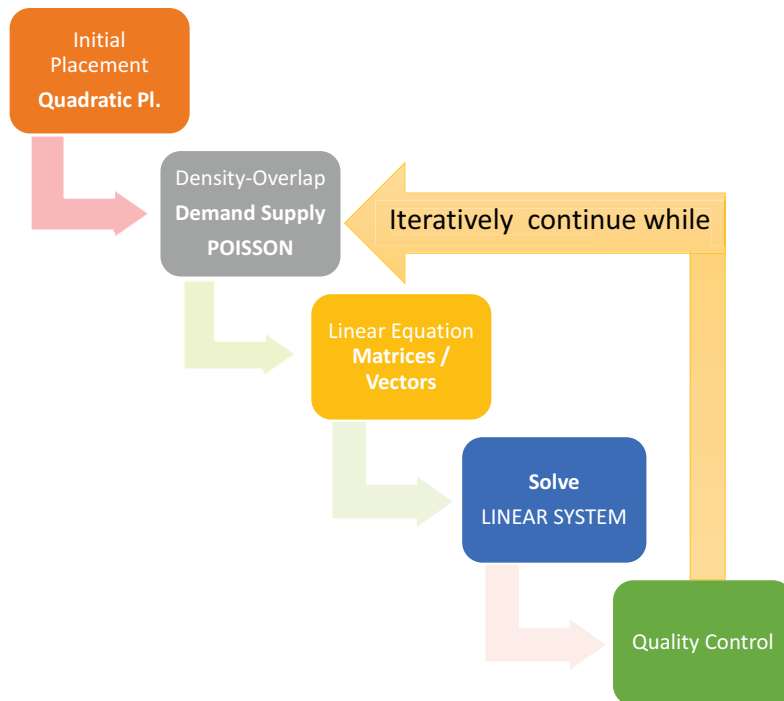 Initial
Placement
Quadratic Pl.
Density-Overlap
Demand Supply
POISSON
Iteratively continue while
Linear Equation
Matrices /
Vectors
Solve
LINEAR SYSTEM
Quality Control